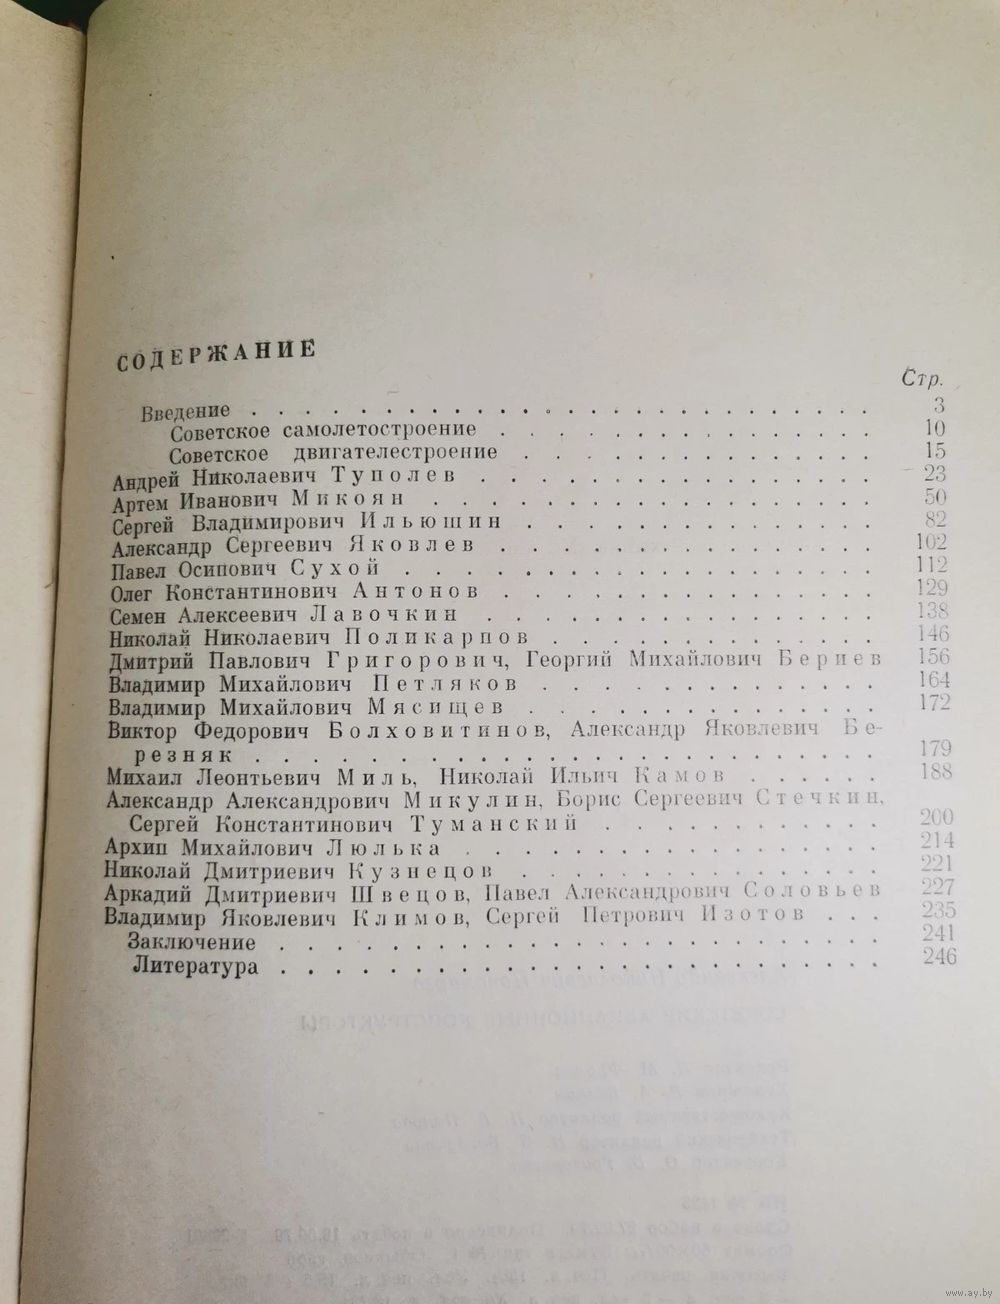 СОДЕРЖАНИЕ
Стр.
Введение . . . . . . . . . . . . . . . . . . . . . . 3
Советское самолетостроение . . . . . . . . . . . . . 10
Советское двигателестроение . . . . . . . . . . . . 15
Андрей Николаевич Туполев . . . . . . . . . . . . . 23
Артем Иванович Микоян . . . . . . . . . . . . . . . 50
Сергей Владимирович Ильюшин . . . . . . . . . . . . 82
Александр Сергеевич Яковлев . . . . . . . . . . . . 102
Павел Осипович Сухой . . . . . . . . . . . . . . . . 112
Олег Константинович Антонов . . . . . . . . . . . . 129
Семен Алексеевич Лавочкин . . . . . . . . . . . . . 138
Николай Николаевич Поликарпов . . . . . . . . . . . 146
Дмитрий Павлович Григорович, Георгий Михайлович Бериев 156
Владимир Михайлович Петляков . . . . . . . . . . . . 164
Владимир Михайлович Мясищев . . . . . . . . . . . . 172
Виктор Федорович Болховитинов, Александр Яковлевич Бе-
резняк . . . . . . . . . . . . . . . . . . . . . . 179
Михаил Леонтьевич Миль, Николай Ильич Камов . . . . . . 188
Александр Александрович Микулин, Борис Сергеевич Стечкин,
Сергей Константинович Туманский . . . . . . . . . . 200
Архип Михайлович Люлька . . . . . . . . . . . . . . 214
Николай Дмитриевич Кузнецов . . . . . . . . . . . . 221
Аркадий Дмитриевич Швецов, Павел Александрович Соловьев 227
Владимир Яковлевич Климов, Сергей Петрович Изотов . . . 235
Заключение . . . . . . . . . . . . . . . . . . . . . 241
Литература . . . . . . . . . . . . . . . . . . . . . 246
www.ay.by